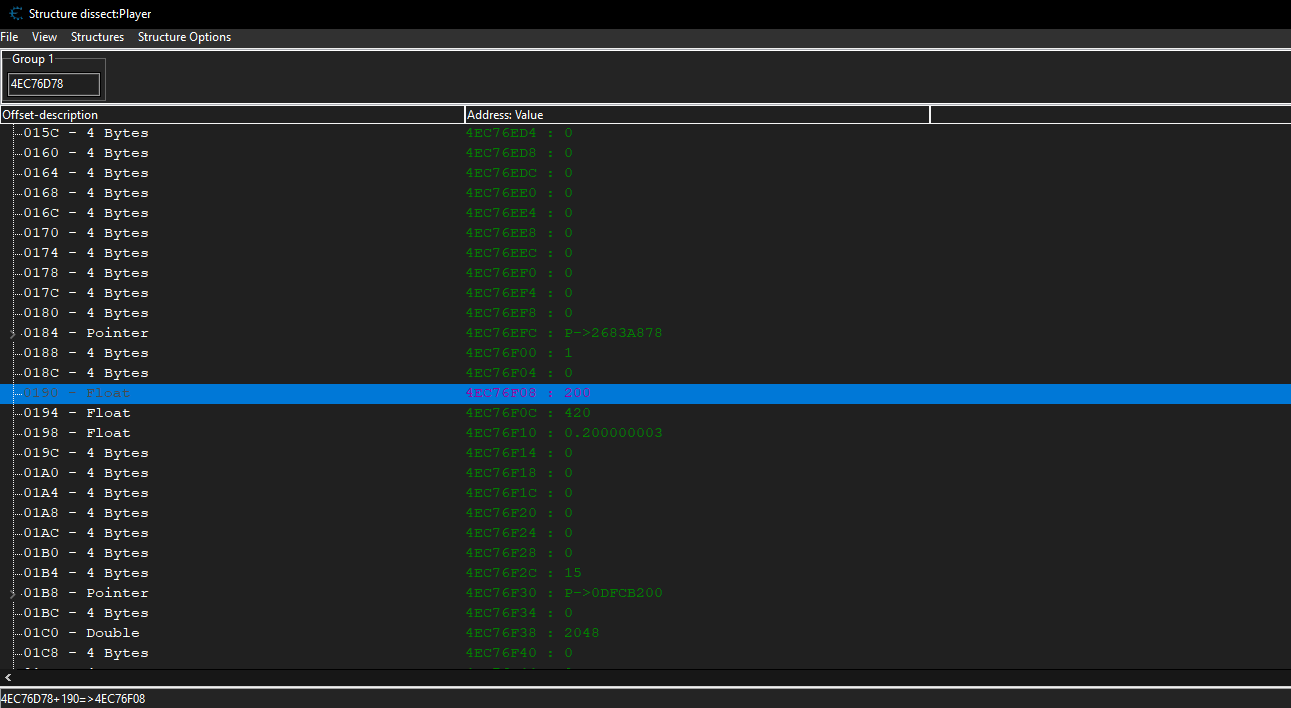 Structure dissect:Player
File View Structures Structure Options
Group 1
4EC76D78
Offset-description Address: Value
015C - 4 Bytes 4EC76ED4 : 0
0160 - 4 Bytes 4EC76ED8 : 0
0164 - 4 Bytes 4EC76EDC : 0
0168 - 4 Bytes 4EC76EE0 : 0
016C - 4 Bytes 4EC76EE4 : 0
0170 - 4 Bytes 4EC76EE8 : 0
0174 - 4 Bytes 4EC76EEC : 0
0178 - 4 Bytes 4EC76EF0 : 0
017C - 4 Bytes 4EC76EF4 : 0
0180 - 4 Bytes 4EC76EF8 : 0
0184 - Pointer 4EC76EFC : P->2683A878
0188 - 4 Bytes 4EC76F00 : 1
018C - 4 Bytes 4EC76F04 : 0
0190 - Float 4EC76F08 : 200
0194 - Float 4EC76F0C : 420
0198 - Float 4EC76F10 : 0.200000003
019C - 4 Bytes 4EC76F14 : 0
01A0 - 4 Bytes 4EC76F18 : 0
01A4 - 4 Bytes 4EC76F1C : 0
01A8 - 4 Bytes 4EC76F20 : 0
01AC - 4 Bytes 4EC76F24 : 0
01B0 - 4 Bytes 4EC76F28 : 0
01B4 - 4 Bytes 4EC76F2C : 15
01B8 - Pointer 4EC76F30 : P->0DFCB200
01BC - 4 Bytes 4EC76F34 : 0
01C0 - Double 4EC76F38 : 2048
01C8 - 4 Bytes 4EC76F40 : 0
4EC76D78+190=>4EC76F08